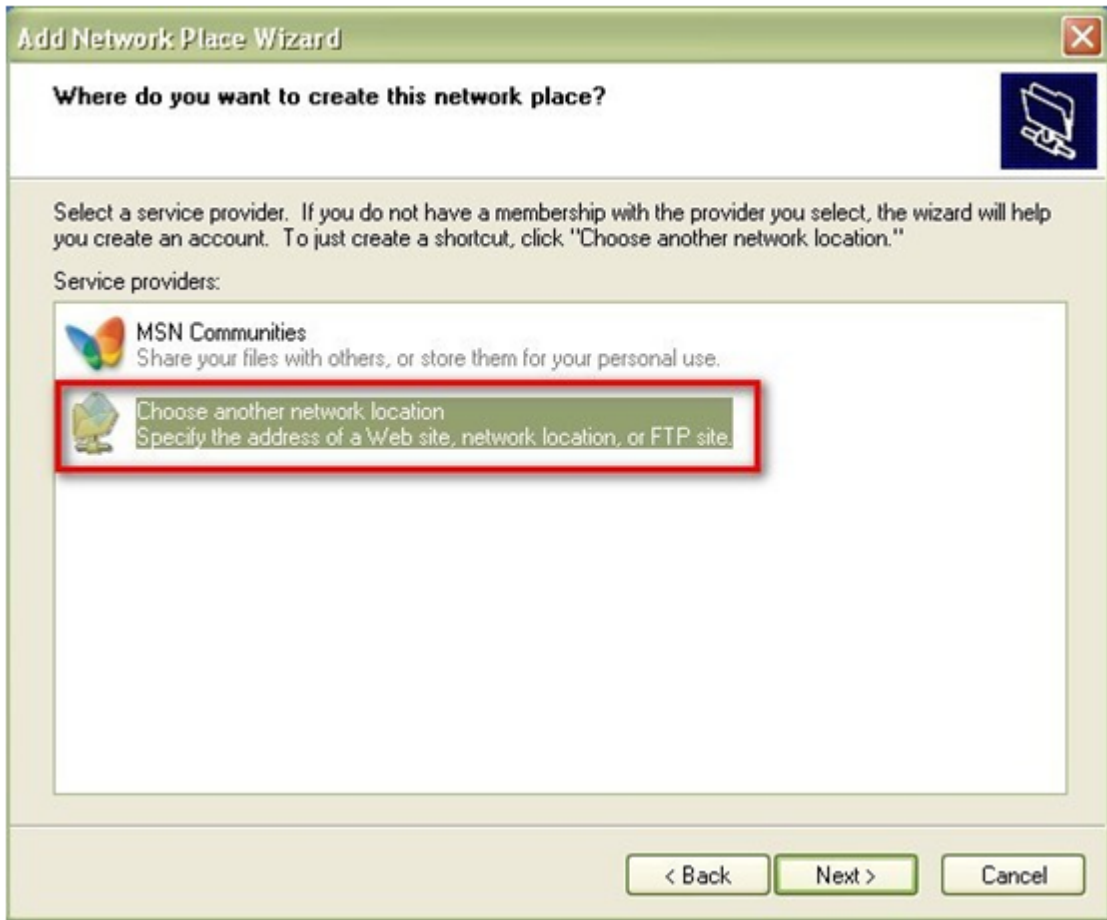 Add Network Place Wizard
Where do you want to create this network place?
Select a service provider.  If you do not have a membership with the provider you select, the wizard will help
you create an account.  To just create a shortcut, click "Choose another network location."
Service providers:
MSN Communities
Share your files with others, or store them for your personal use.
Choose another network location
Specify the address of a Web site, network location, or FTP site.
< Back
Next >
Cancel